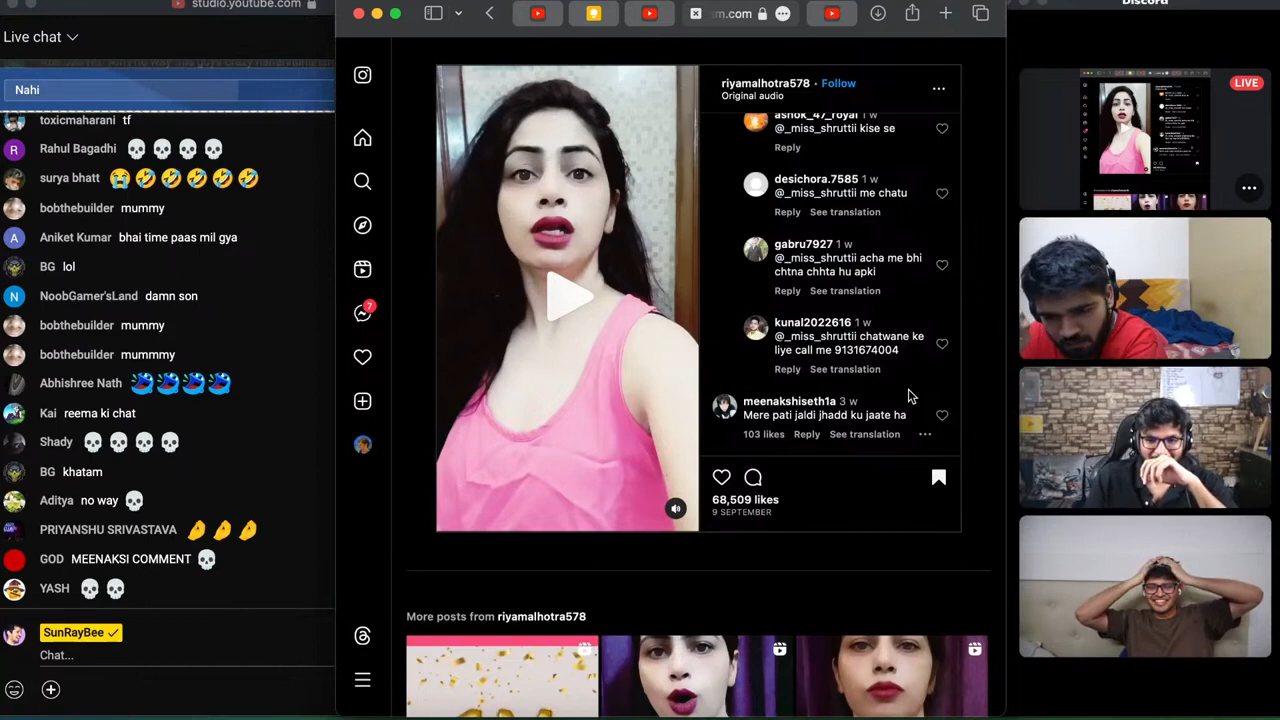 studio.youtube.com
Live chat
Nahi
toxicmaharani tf
Rahul Bagadhi 💀 💀 💀 💀
surya bhatt 😭🤣🤣🤣🤣🤣
bobthebuilder mummy
Aniket Kumar bhai time paas mil gya
BG lol
NoobGamer'sLand damn son
bobthebuilder mummy
bobthebuilder mummmy
Abhishree Nath
Kai reema ki chat
Shady 💀 💀 💀 💀
BG khatam
Aditya no way 💀
PRIYANSHU SRIVASTAVA
GOD MEENAKSI COMMENT 💀
YASH 💀 💀
SunRayBee ✓
Chat...
m.com
7
riyamalhotra578 • Follow
Original audio
ashok_47_royal 1 w
@_miss_shruttii kise se
Reply
desichora.7585 1 w
@_miss_shruttii me chatu
Reply See translation
gabru7927 1 w
@_miss_shruttii acha me bhi
chtna chhta hu apki
Reply See translation
kunal2022616 1 w
@_miss_shruttii chatwane ke
liye call me 9131674004
Reply See translation
meenakshiseth1a 3 w
Mere pati jaldi jhadd ku jaate ha
103 likes Reply See translation
68,509 likes
9 SEPTEMBER
More posts from riyamalhotra578
Discord
LIVE